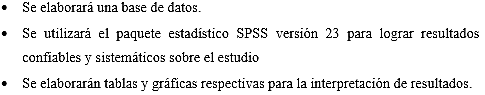 • Se elaborará una base de datos.
• Se utilizará el paquete estadístico SPSS versión 23 para lograr resultados
confiables y sistemáticos sobre el estudio
• Se elaborarán tablas y gráficas respectivas para la interpretación de resultados.